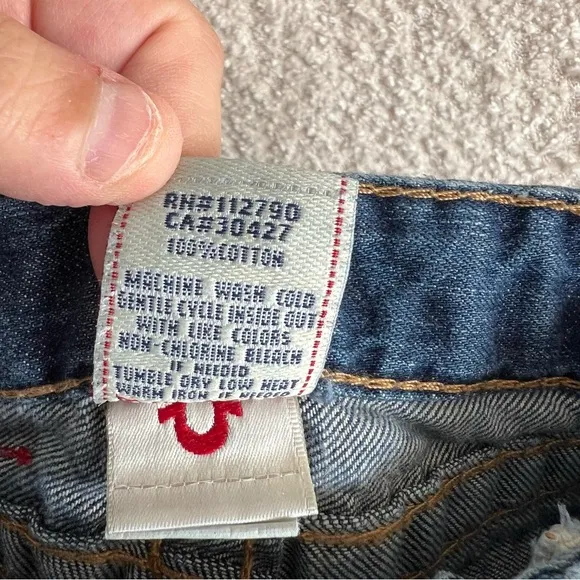 RN#112790
CA#30427
100%COTTON
MACHINE WASH COLD
GENTLE CYCLE INSIDE OUT
WITH LIKE COLORS
NON-CHLORINE BLEACH
IF NEEDED
TUMBLE DRY LOW HEAT
WARM IRON IF NEEDED